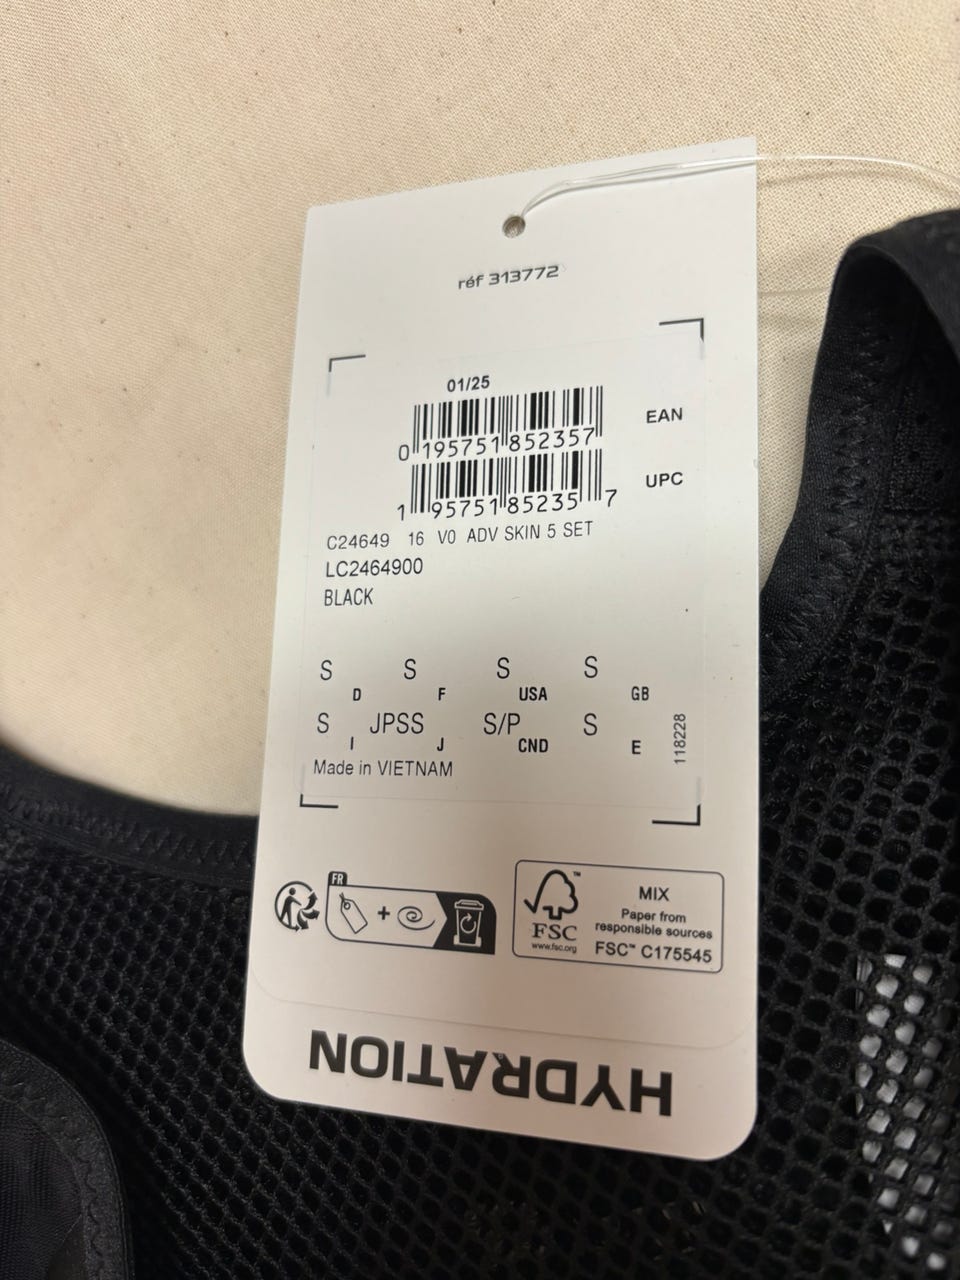 réf 313772
01/25
0 195751 852357
EAN
1 95751 85235 7
UPC
C24649 16 V0 ADV SKIN 5 SET
LC2464900
BLACK
S D S F S USA S GB
S I JPSS J S/P CND S E
118228
Made in VIETNAM
FR
FSC™
www.fsc.org
MIX
Paper from
responsible sources
FSC™ C175545
HYDRATION